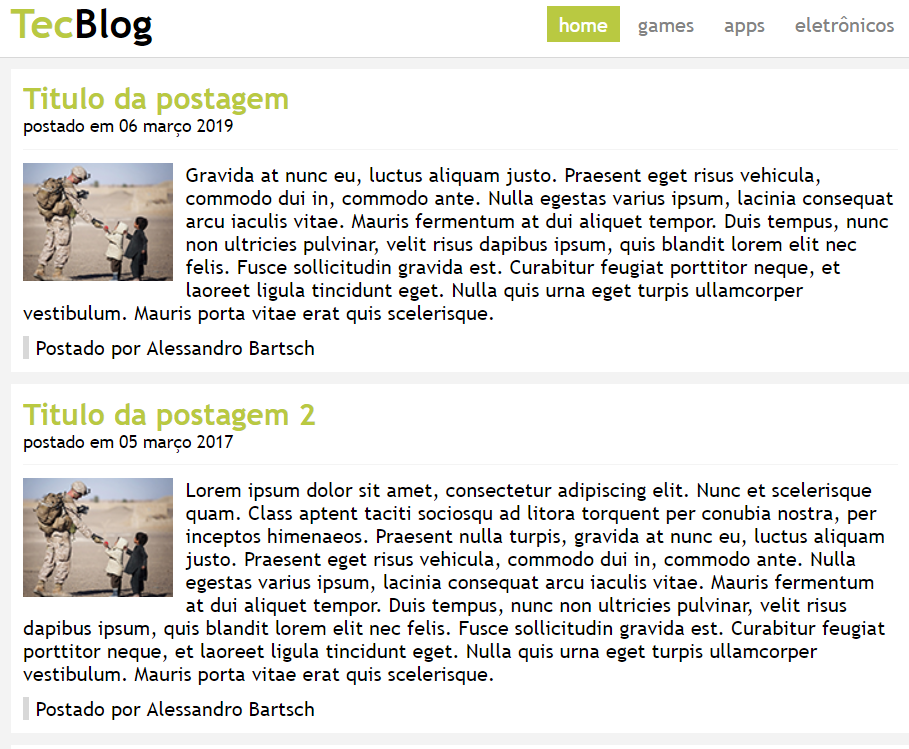 TecBlog
home games apps eletrônicos
Titulo da postagem
postado em 06 março 2019
Gravida at nunc eu, luctus aliquam justo. Praesent eget risus vehicula,
commodo dui in, commodo ante. Nulla egestas varius ipsum, lacinia consequat
arcu iaculis vitae. Mauris fermentum at dui aliquet tempor. Duis tempus, nunc
non ultricies pulvinar, velit risus dapibus ipsum, quis blandit lorem elit nec
felis. Fusce sollicitudin gravida est. Curabitur feugiat porttitor neque, et
laoreet ligula tincidunt eget. Nulla quis urna eget turpis ullamcorper
vestibulum. Mauris porta vitae erat quis scelerisque.
Postado por Alessandro Bartsch
Titulo da postagem 2
postado em 05 março 2017
Lorem ipsum dolor sit amet, consectetur adipiscing elit. Nunc et scelerisque
quam. Class aptent taciti sociosqu ad litora torquent per conubia nostra, per
inceptos himenaeos. Praesent nulla turpis, gravida at nunc eu, luctus aliquam
justo. Praesent eget risus vehicula, commodo dui in, commodo ante. Nulla
egestas varius ipsum, lacinia consequat arcu iaculis vitae. Mauris fermentum
at dui aliquet tempor. Duis tempus, nunc non ultricies pulvinar, velit risus
dapibus ipsum, quis blandit lorem elit nec felis. Fusce sollicitudin gravida est. Curabitur feugiat
porttitor neque, et laoreet ligula tincidunt eget. Nulla quis urna eget turpis ullamcorper
vestibulum. Mauris porta vitae erat quis scelerisque.
Postado por Alessandro Bartsch